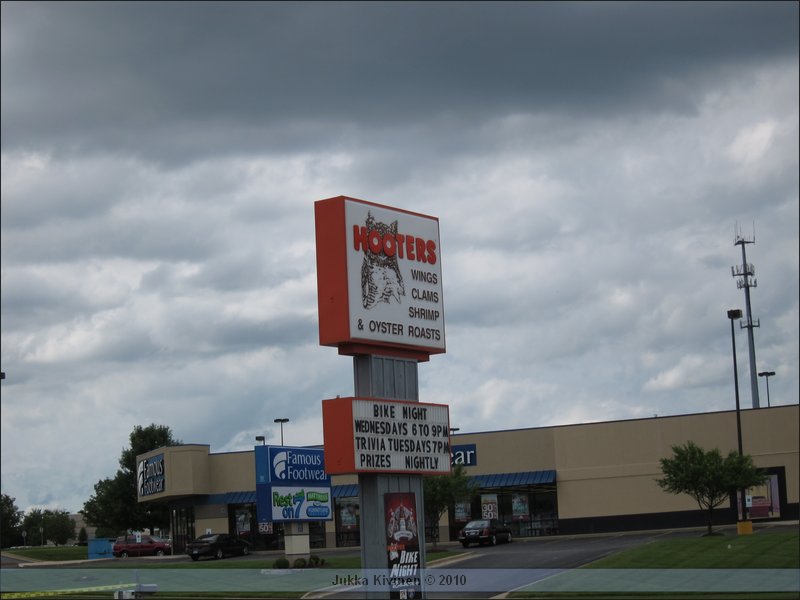 HOOTERS
WINGS
CLAMS
SHRIMP
& OYSTER ROASTS
BIKE NIGHT
WEDNESDAYS 6 TO 9PM
TRIVIA TUESDAYS 7PM
PRIZES NIGHTLY
FAMOUS
FOOTWEAR
FAMOUS
FOOTWEAR
Rest
on 7
BIKE
NIGHT
Jukka Kivinen © 2010